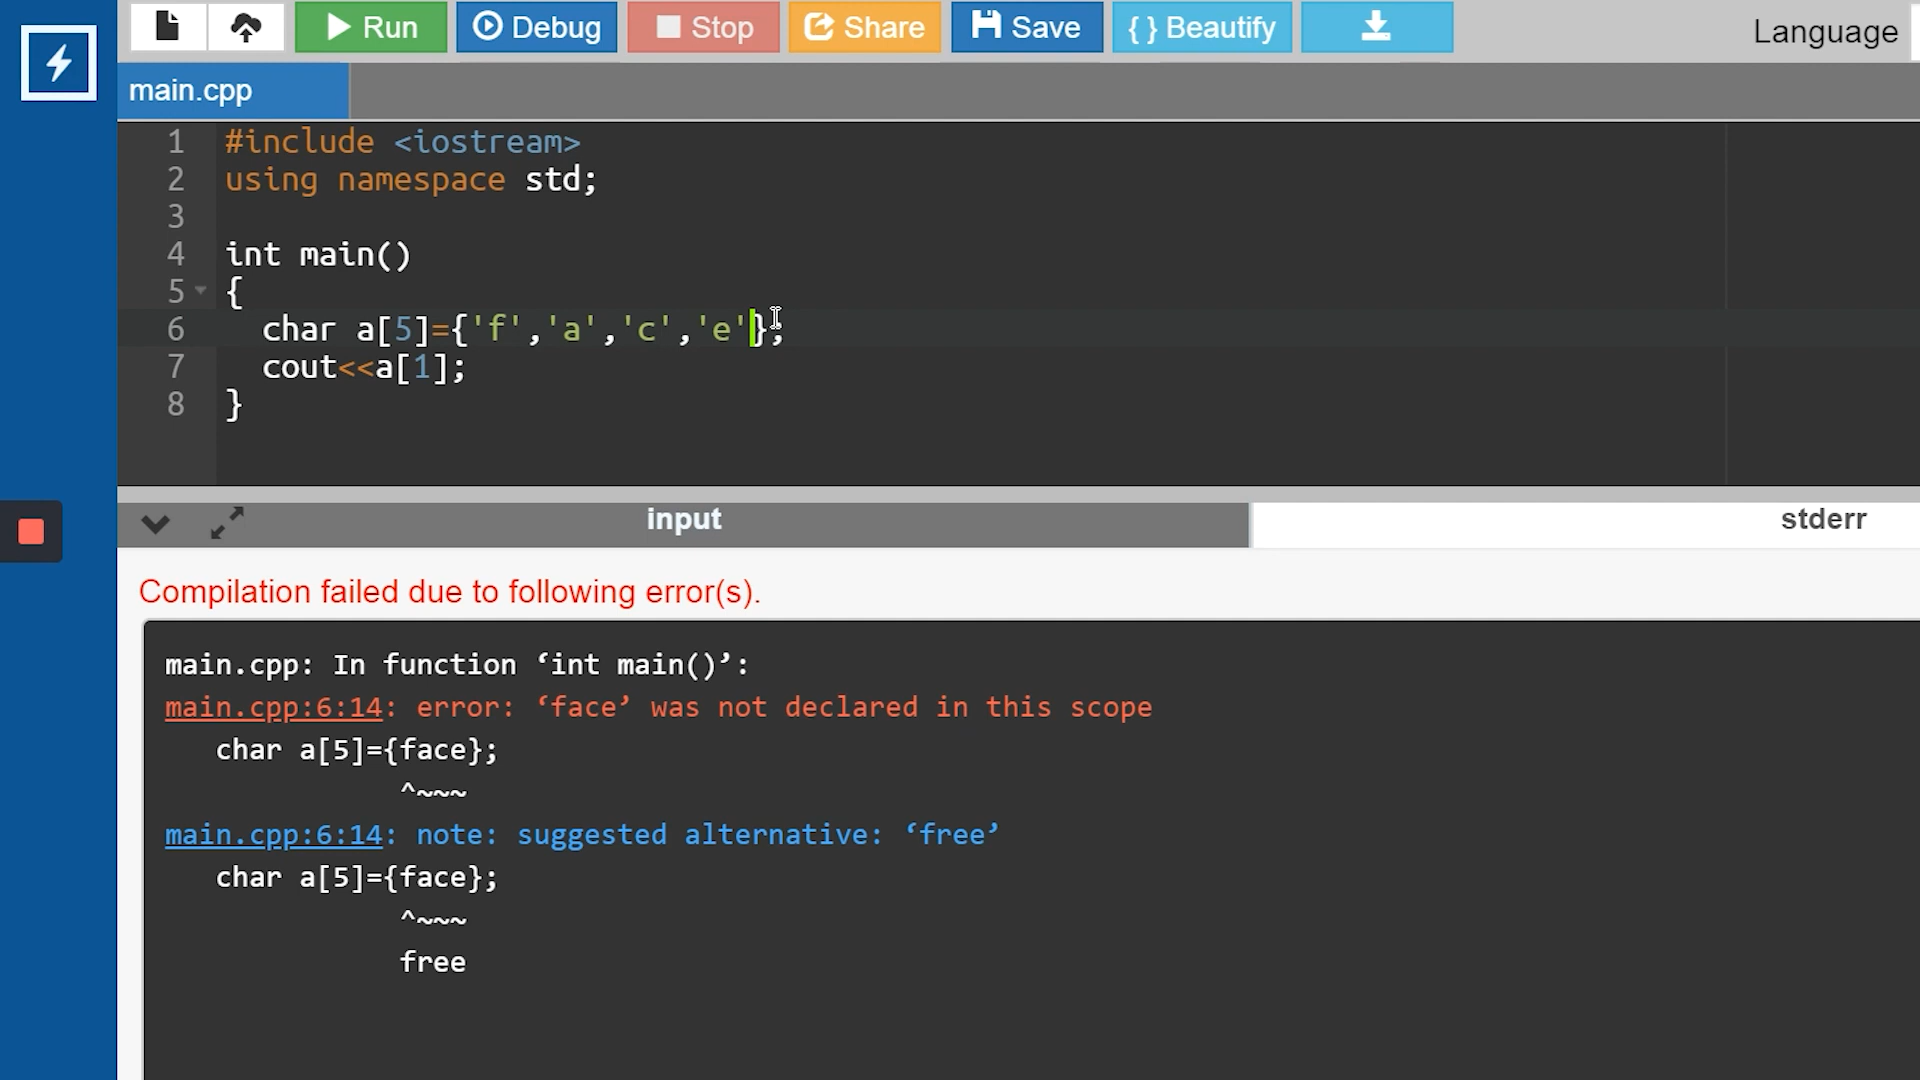 Run Debug Stop Share Save { } Beautify Language
main.cpp
1 #include <iostream>
2 using namespace std;
3
4 int main()
5 {
6 char a[5]={'f','a','c','e'};
7 cout<<a[1];
8 }
input stderr
Compilation failed due to following error(s).
main.cpp: In function ‘int main()’:
main.cpp:6:14: error: ‘face’ was not declared in this scope
char a[5]={face};
^~~~
main.cpp:6:14: note: suggested alternative: ‘free’
char a[5]={face};
^~~~
free